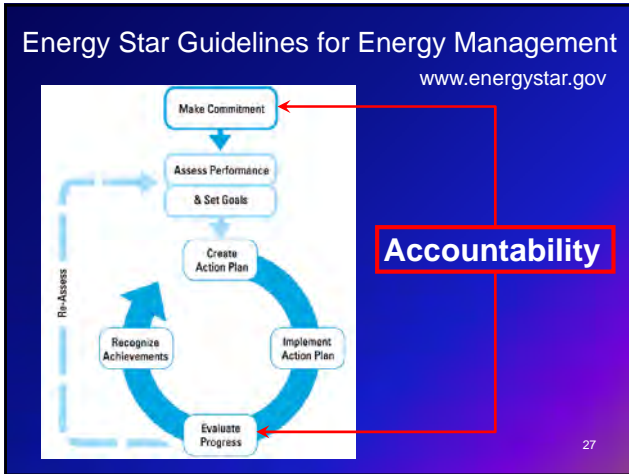 Energy Star Guidelines for Energy Management
www.energystar.gov
Make Commitment
Assess Performance
& Set Goals
Create
Action Plan
Accountability
Re-Assess
Recognize
Achievements
Implement
Action Plan
Evaluate
Progress
27